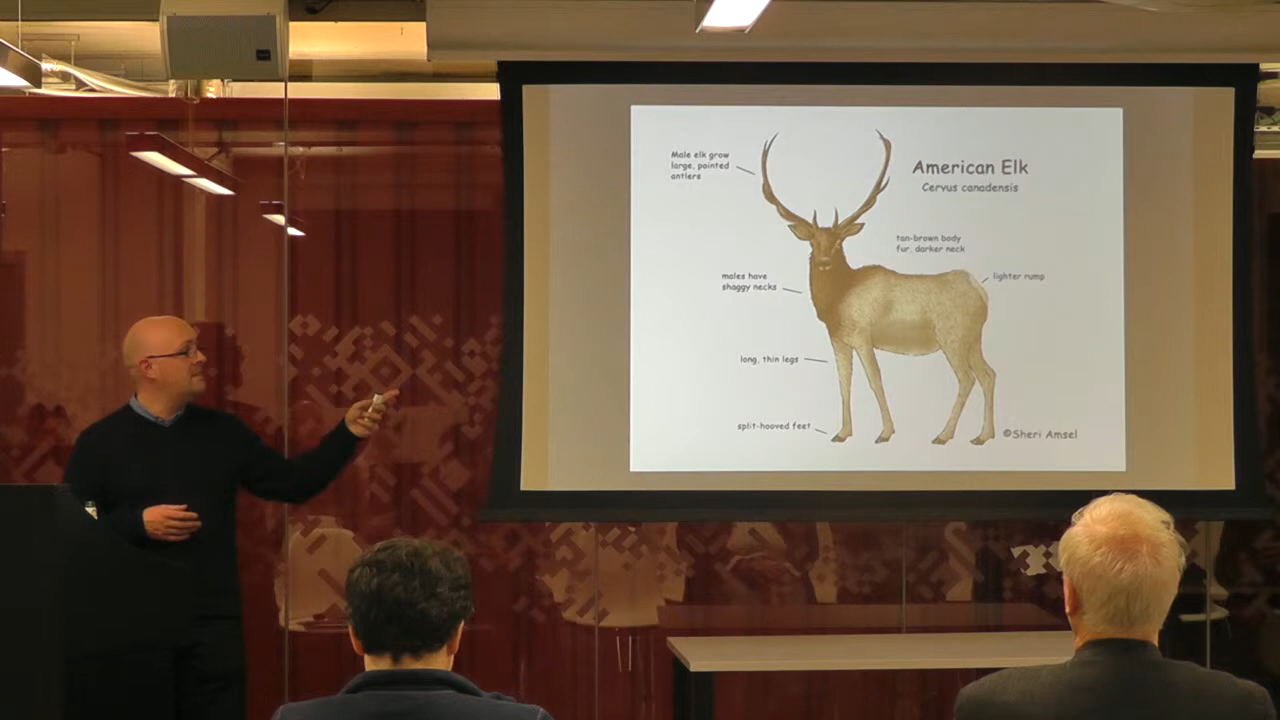 American Elk
Cervus canadensis
Male elk grow
large, pointed
antlers
tan-brown body
fur, darker neck
males have
shaggy necks
lighter rump
long, thin legs
split-hooved feet
©Sheri Amsel